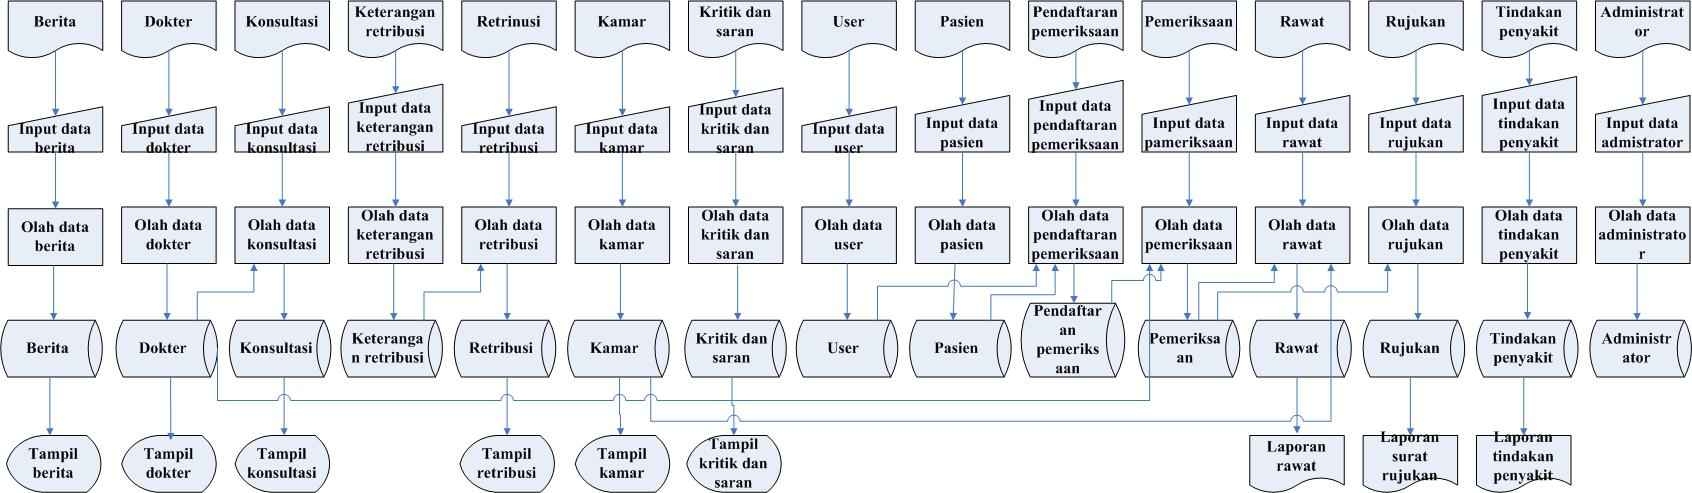 Berita
Dokter
Konsultasi
Keterangan
retribusi
Retrinusi
Kamar
Kritik dan
saran
User
Pasien
Pendaftaran
pemeriksaan
Pemeriksaan
Rawat
Rujukan
Tindakan
penyakit
Administrat
or
Input data
berita
Input data
dokter
Input data
konsultasi
Input data
keterangan
retribusi
Input data
retribusi
Input data
kamar
Input data
kritik dan
saran
Input data
user
Input data
pasien
Input data
pendaftaran
pemeriksaan
Input data
pameriksaan
Input data
rawat
Input data
rujukan
Input data
tindakan
penyakit
Input data
admistrator
Olah data
berita
Olah data
dokter
Olah data
konsultasi
Olah data
keterangan
retribusi
Olah data
retribusi
Olah data
kamar
Olah data
kritik dan
saran
Olah data
user
Olah data
pasien
Olah data
pendaftaran
pemeriksaan
Olah data
pemeriksaan
Olah data
rawat
Olah data
rujukan
Olah data
tindakan
penyakit
Olah data
administrato
r
Berita
Dokter
Konsultasi
Keteranga
n retribusi
Retribusi
Kamar
Kritik dan
saran
User
Pasien
Pendaftar
an
pemeriks
aan
Pemeriksa
an
Rawat
Rujukan
Tindakan
penyakit
Administr
ator
Tampil
berita
Tampil
dokter
Tampil
konsultasi
Tampil
retribusi
Tampil
kamar
Tampil
kritik dan
saran
Laporan
rawat
Laporan
surat
rujukan
Laporan
tindakan
penyakit